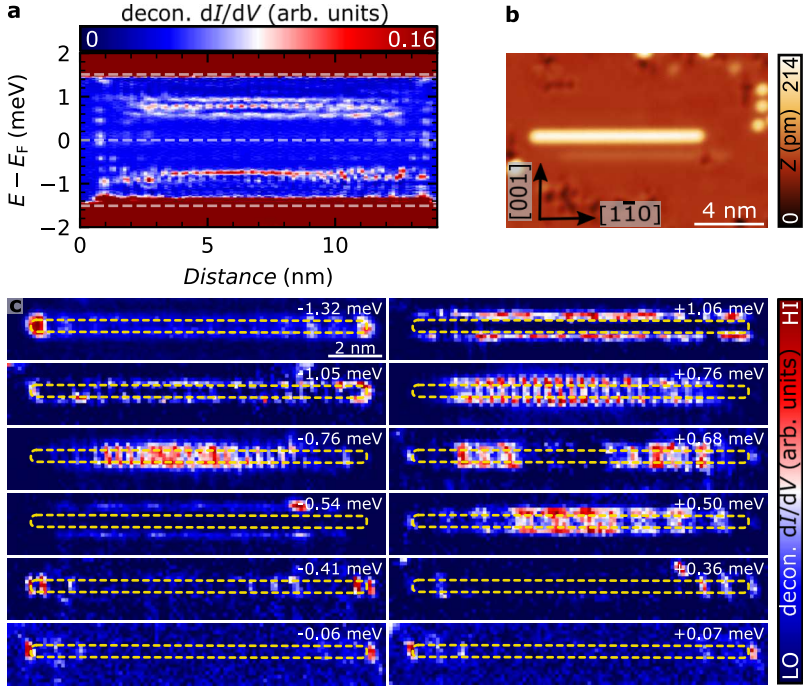 a
decon. dI/dV (arb. units)
0
0.16
2
1
0
−1
−2
E − E_F (meV)
0
5
10
Distance (nm)
b
[001]
[1̄10]
4 nm
0
Z (pm)
214
c
-1.32 meV
2 nm
-1.05 meV
-0.76 meV
-0.54 meV
-0.41 meV
-0.06 meV
+1.06 meV
+0.76 meV
+0.68 meV
+0.50 meV
+0.36 meV
+0.07 meV
LO
decon. dI/dV (arb. units)
HI